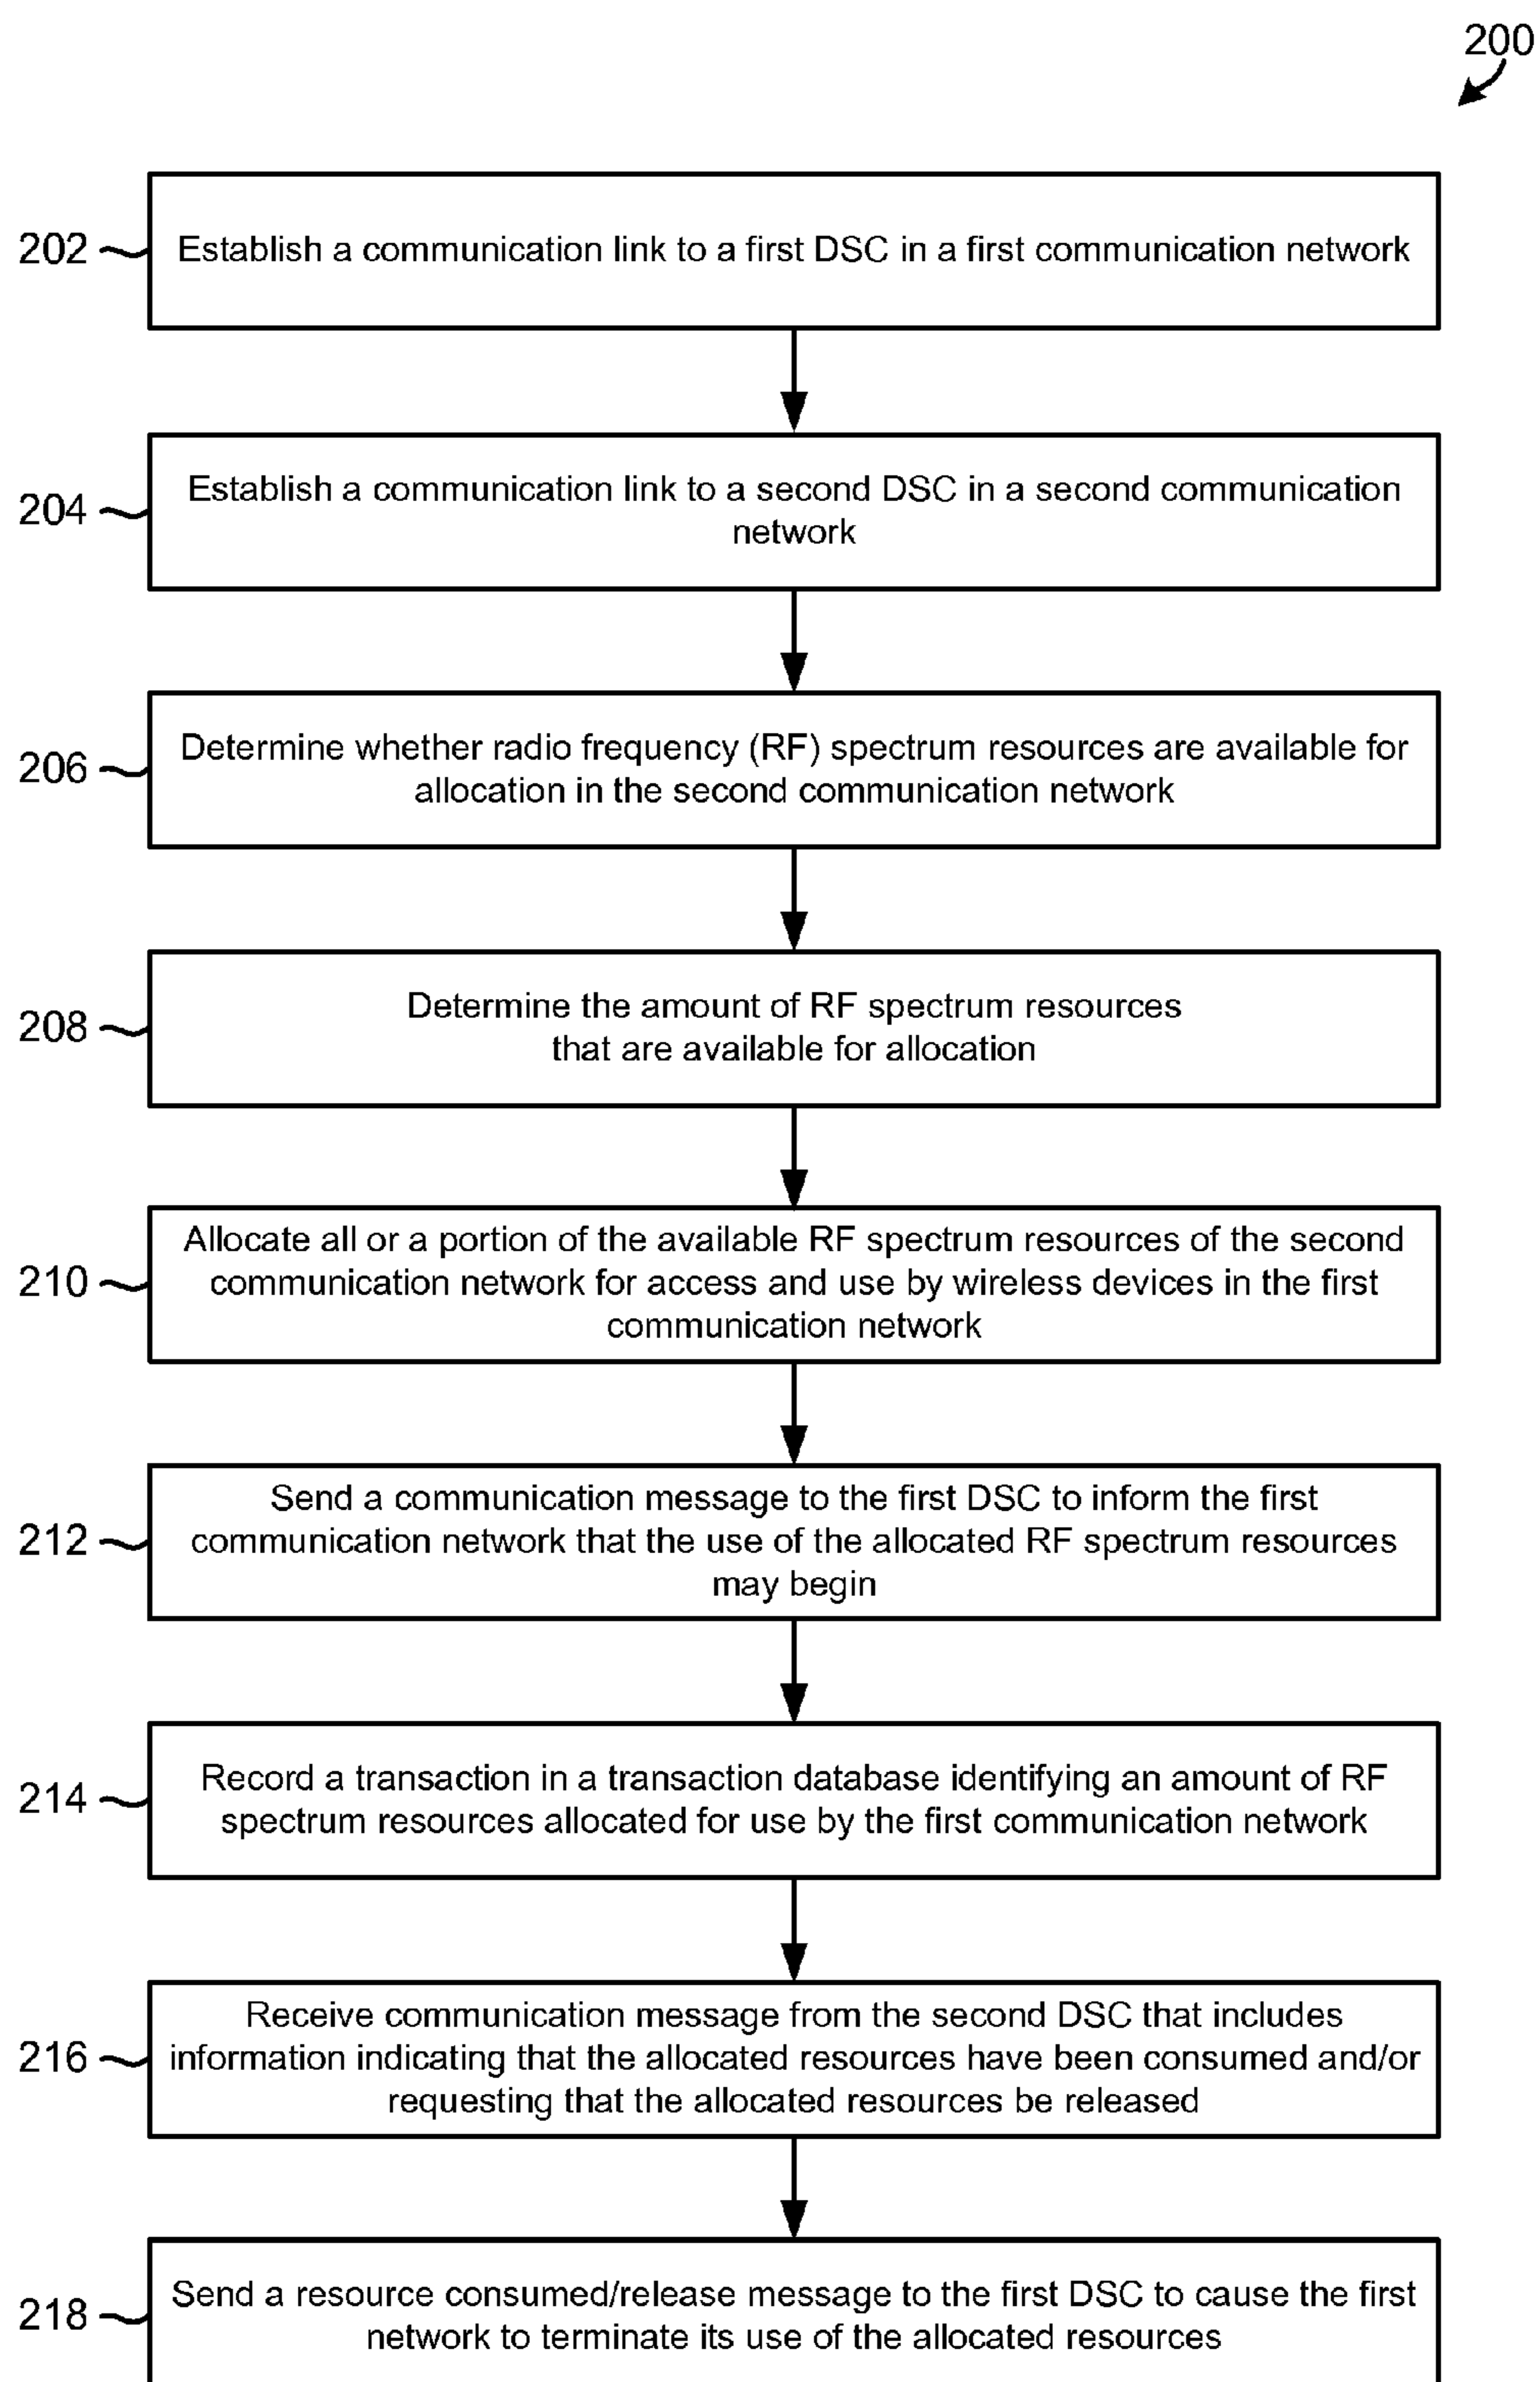 200
202
Establish a communication link to a first DSC in a first communication network
204
Establish a communication link to a second DSC in a second communication
network
206
Determine whether radio frequency (RF) spectrum resources are available for
allocation in the second communication network
208
Determine the amount of RF spectrum resources
that are available for allocation
210
Allocate all or a portion of the available RF spectrum resources of the second
communication network for access and use by wireless devices in the first
communication network
212
Send a communication message to the first DSC to inform the first
communication network that the use of the allocated RF spectrum resources
may begin
214
Record a transaction in a transaction database identifying an amount of RF
spectrum resources allocated for use by the first communication network
216
Receive communication message from the second DSC that includes
information indicating that the allocated resources have been consumed and/or
requesting that the allocated resources be released
218
Send a resource consumed/release message to the first DSC to cause the first
network to terminate its use of the allocated resources